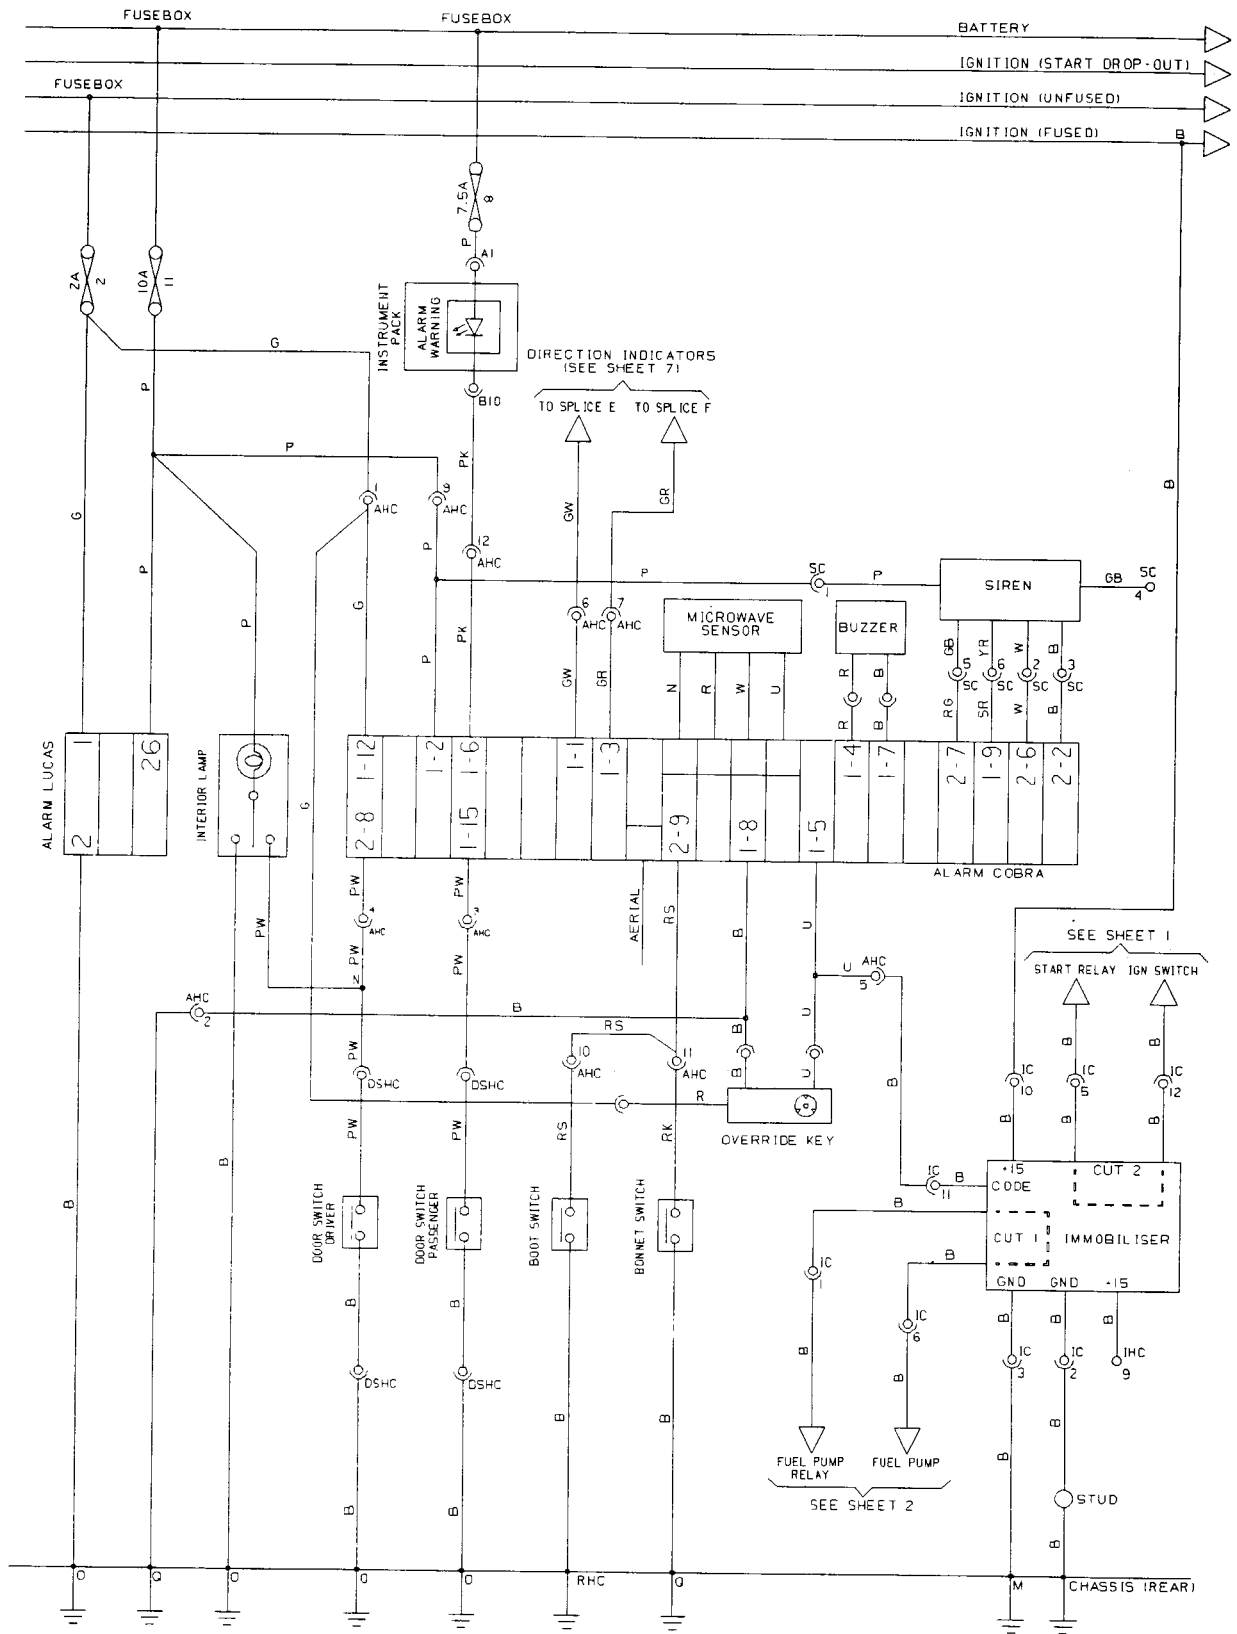 FUSEBOX
FUSEBOX
BATTERY
IGNITION (START DROP-OUT)
FUSEBOX
IGNITION (UNFUSED)
IGNITION (FUSED)
B
7.5A
8
P
A1
2A
2
10A
11
INSTRUMENT
PACK
ALARM
WARNING
G
DIRECTION INDICATORS
(SEE SHEET 7)
P
B10
TO SPLICE E
TO SPLICE F
P
PK
B
1
AHC
9
AHC
GW
GR
G
12
AHC
P
P
P
SC
1
P
SIREN
GB
SC
4
G
6
AHC
7
AHC
MICROWAVE
SENSOR
BUZZER
P
P
PK
GW
GR
N
R
W
U
R
B
GB
YR
W
B
5
SC
6
SC
2
SC
3
SC
R
B
RG
SR
W
B
ALARM LUCAS
1
26
2
INTERIOR LAMP
G
1-12
1-2
1-6
1-1
1-3
1-4
1-7
2-7
1-9
2-6
2-2
2-8
1-15
2-9
1-8
1-5
ALARM COBRA
PW
PW
4
AHC
3
AHC
PW
PW
PW
AERIAL
RS
B
U
SEE SHEET 1
START RELAY
IGN SWITCH
N
U
AHC
5
AHC
2
B
RS
B
U
B
B
PW
10
AHC
11
AHC
B
U
IC
10
IC
5
IC
12
DSHC
DSHC
R
B
OVERRIDE KEY
PW
PW
RS
RK
B
B
B
B
+15
CODE
CUT 2
IC
11
B
B
DOOR SWITCH
DRIVER
DOOR SWITCH
PASSENGER
BOOT SWITCH
BONNET SWITCH
B
CUT 1
IMMOBILISER
B
GND
GND
+15
IC
1
B
B
IC
6
B
B
B
IC
3
IC
2
IHC
9
DSHC
DSHC
B
B
B
B
B
B
FUEL PUMP
RELAY
FUEL PUMP
SEE SHEET 2
STUD
B
B
B
O
Q
O
O
O
RHC
Q
M
CHASSIS (REAR)